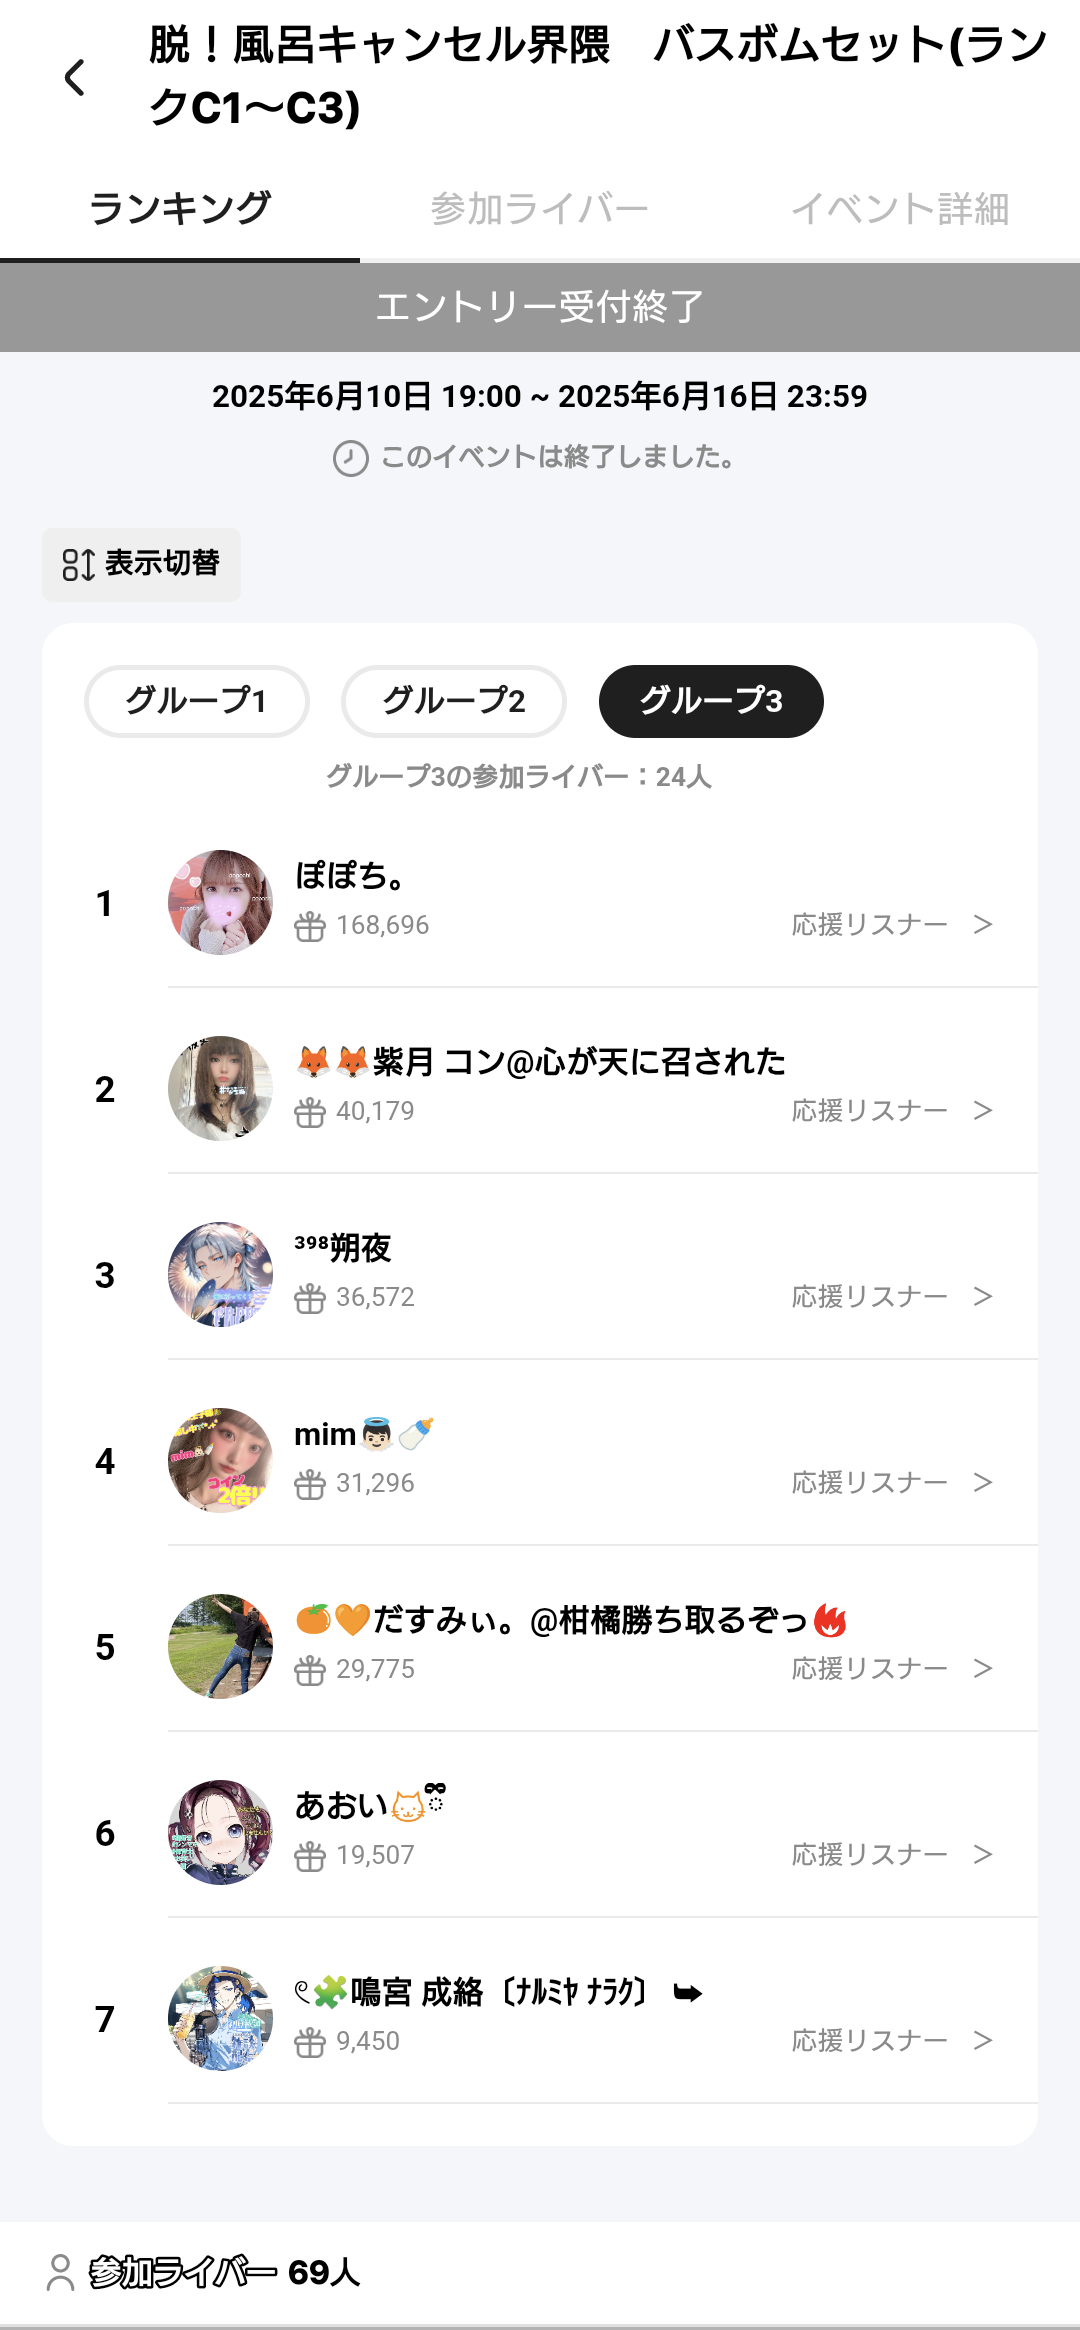 脱！風呂キャンセル界隈　バスボムセット(ラン
クC1〜C3)
ランキング
参加ライバー
イベント詳細
エントリー受付終了
2025年6月10日 19:00 ~ 2025年6月16日 23:59
このイベントは終了しました。
表示切替
グループ1
グループ2
グループ3
グループ3の参加ライバー：24人
1
ぽぽち。
168,696
応援リスナー ＞
2
🦊🦊紫月 コン@心が天に召された
40,179
応援リスナー ＞
3
³⁹⁸朔夜
36,572
応援リスナー ＞
4
mim👼🏻🍼
31,296
応援リスナー ＞
mim
コイン
2倍!!
5
🍊🧡だすみぃ。@柑橘勝ち取るぞっ🔥
29,775
応援リスナー ＞
6
あおい
19,507
応援リスナー ＞
7
🧩鳴宮 成絡〔ﾅﾙﾐﾔ ﾅﾗｸ〕
9,450
応援リスナー ＞
参加ライバー 69人